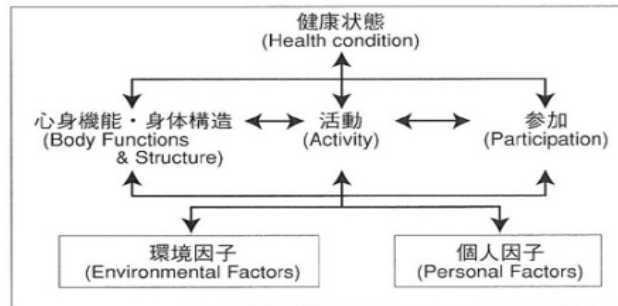 健康状態
(Health condition)
心身機能・身体構造
(Body Functions
& Structure)
活動
(Activity)
参加
(Participation)
環境因子
(Environmental Factors)
個人因子
(Personal Factors)